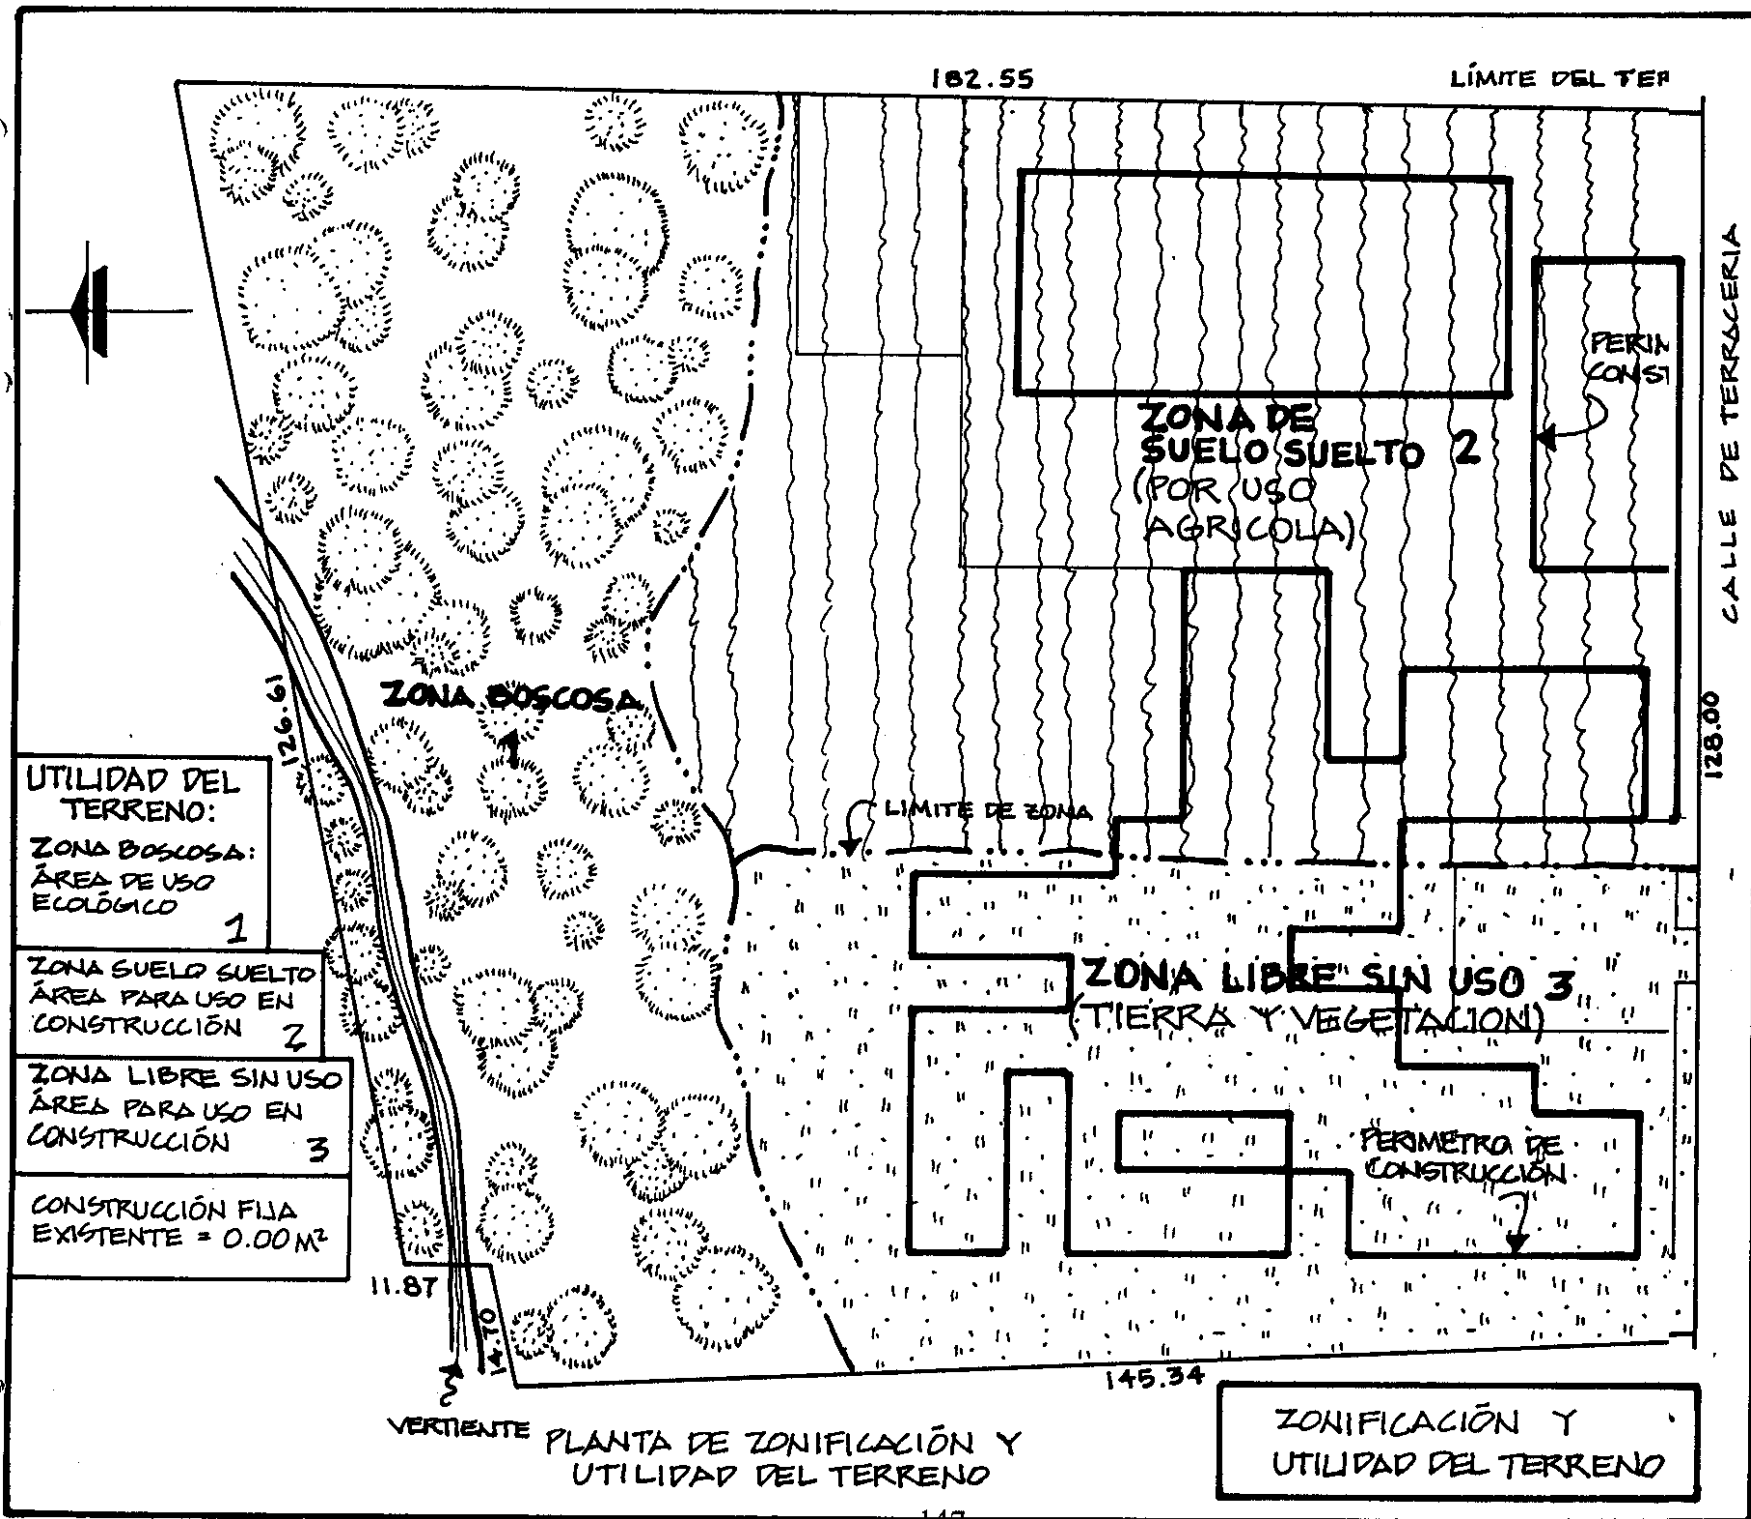 182.55
LÍMITE DEL TER
CALLE DE TERRACERIA
ZONA DE
SUELO SUELTO 2
(POR USO
AGRICOLA)
128.00
126.61
ZONA BOSCOSA
UTILIDAD DEL
TERRENO:
ZONA BOSCOSA:
ÁREA DE USO
ECOLÓGICO
1
ZONA SUELO SUELTO
ÁREA PARA USO EN
CONSTRUCCIÓN 2
ZONA LIBRE SIN USO
ÁREA PARA USO EN
CONSTRUCCIÓN 3
CONSTRUCCIÓN FIJA
EXISTENTE = 0.00 M²
LIMITE DE ZONA
ZONA LIBRE SIN USO 3
(TIERRA Y VEGETACION)
PERIMETRO DE
CONSTRUCCIÓN
11.87
14.70
145.34
VERTIENTE
PLANTA DE ZONIFICACIÓN Y
UTILIDAD DEL TERRENO
ZONIFICACIÓN Y
UTILIDAD DEL TERRENO